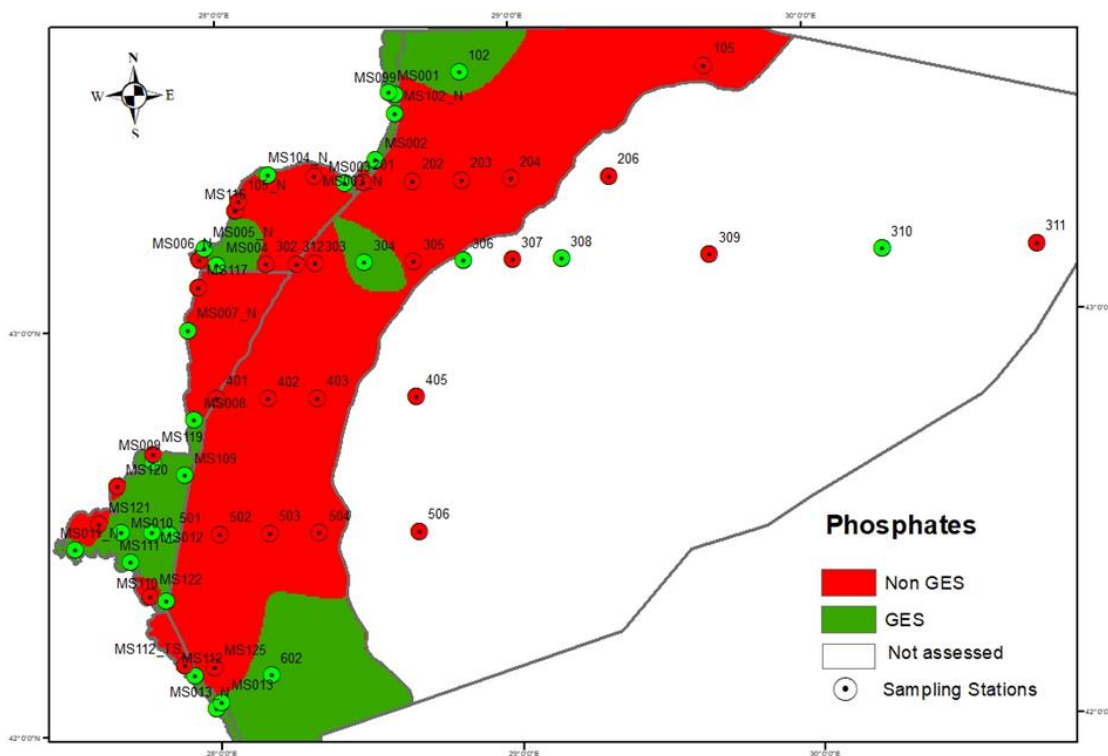 28°0'0"E
29°0'0"E
30°0'0"E
N
W
E
S
102
105
MS099
MS001
MS102_N
MS002
MS104_N
MS003
201
202
203
204
206
MS003_N
105_N
MS116
MS005_N
MS006_N
MS004
302
312
303
304
305
306
307
308
309
310
311
MS117
MS007_N
43°0'0"N
43°0'0"N
401
402
403
405
MS008
MS119
MS009
MS120
MS109
MS121
MS010
501
502
503
504
506
MS011_N
MS012
MS111
MS110
MS122
MS112_TS
MS112
MS125
602
MS013
MS013_N
Phosphates
Non GES
GES
Not assessed
Sampling Stations
42°0'0"N
42°0'0"N
28°0'0"E
29°0'0"E
30°0'0"E